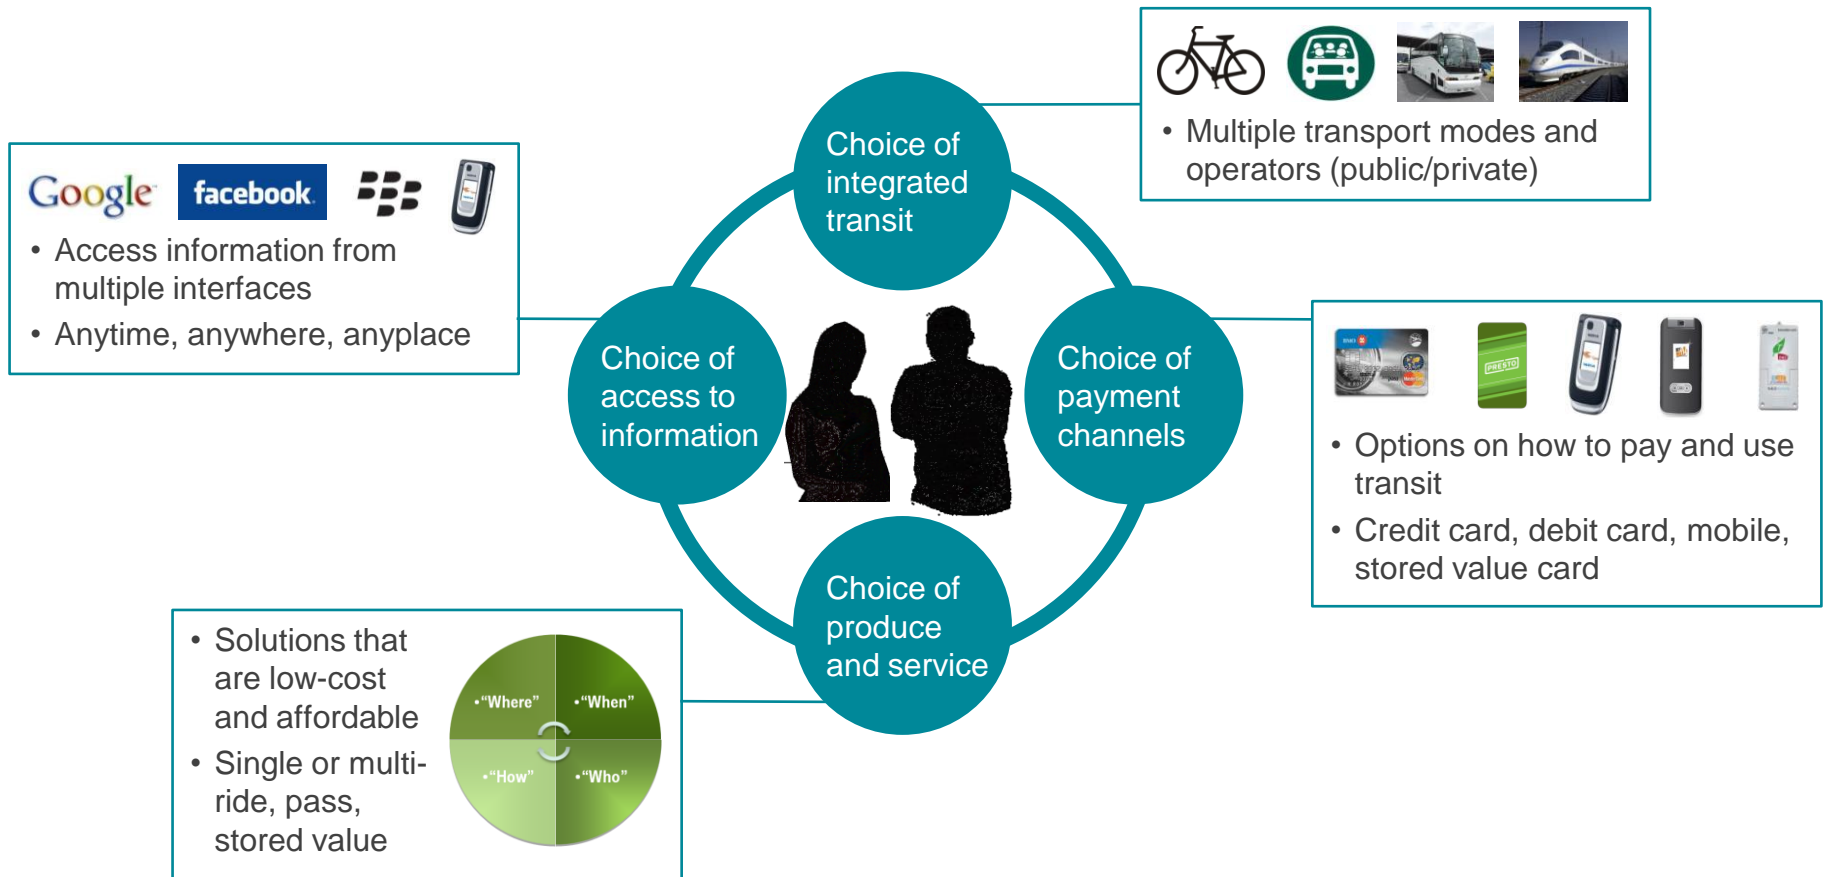 Choice of
integrated
transit
• Multiple transport modes and
operators (public/private)
Google
facebook
• Access information from
multiple interfaces
• Anytime, anywhere, anyplace
Choice of
access to
information
Choice of
payment
channels
PRESTO
• Options on how to pay and use
transit
• Credit card, debit card, mobile,
stored value card
Choice of
produce
and service
• Solutions that
are low-cost
and affordable
• Single or multi-
ride, pass,
stored value
•“Where”
•“When”
•“How”
•“Who”